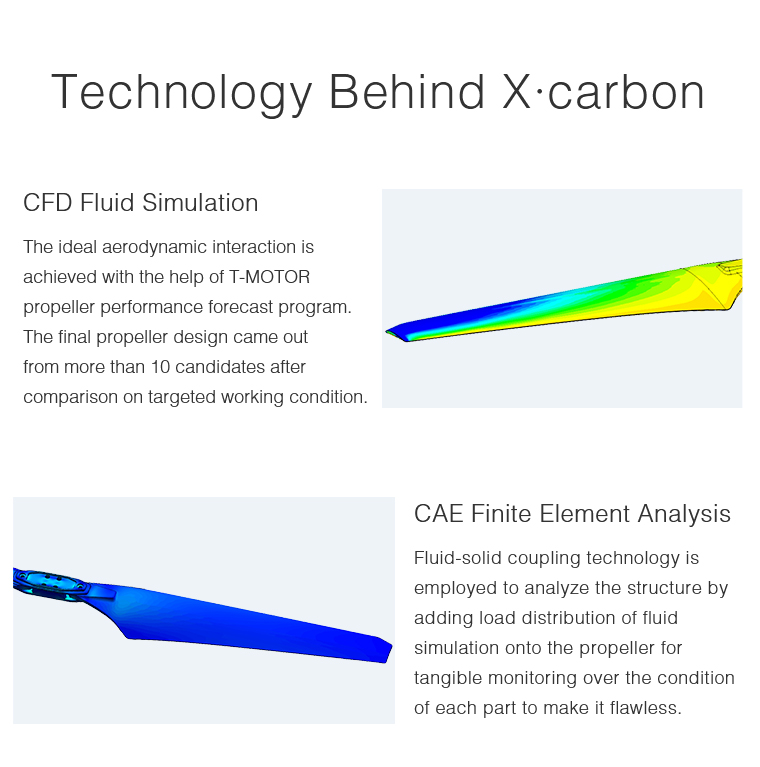 Technology Behind X·carbon
CFD Fluid Simulation
The ideal aerodynamic interaction is
achieved with the help of T-MOTOR
propeller performance forecast program.
The final propeller design came out
from more than 10 candidates after
comparison on targeted working condition.
CAE Finite Element Analysis
Fluid-solid coupling technology is
employed to analyze the structure by
adding load distribution of fluid
simulation onto the propeller for
tangible monitoring over the condition
of each part to make it flawless.